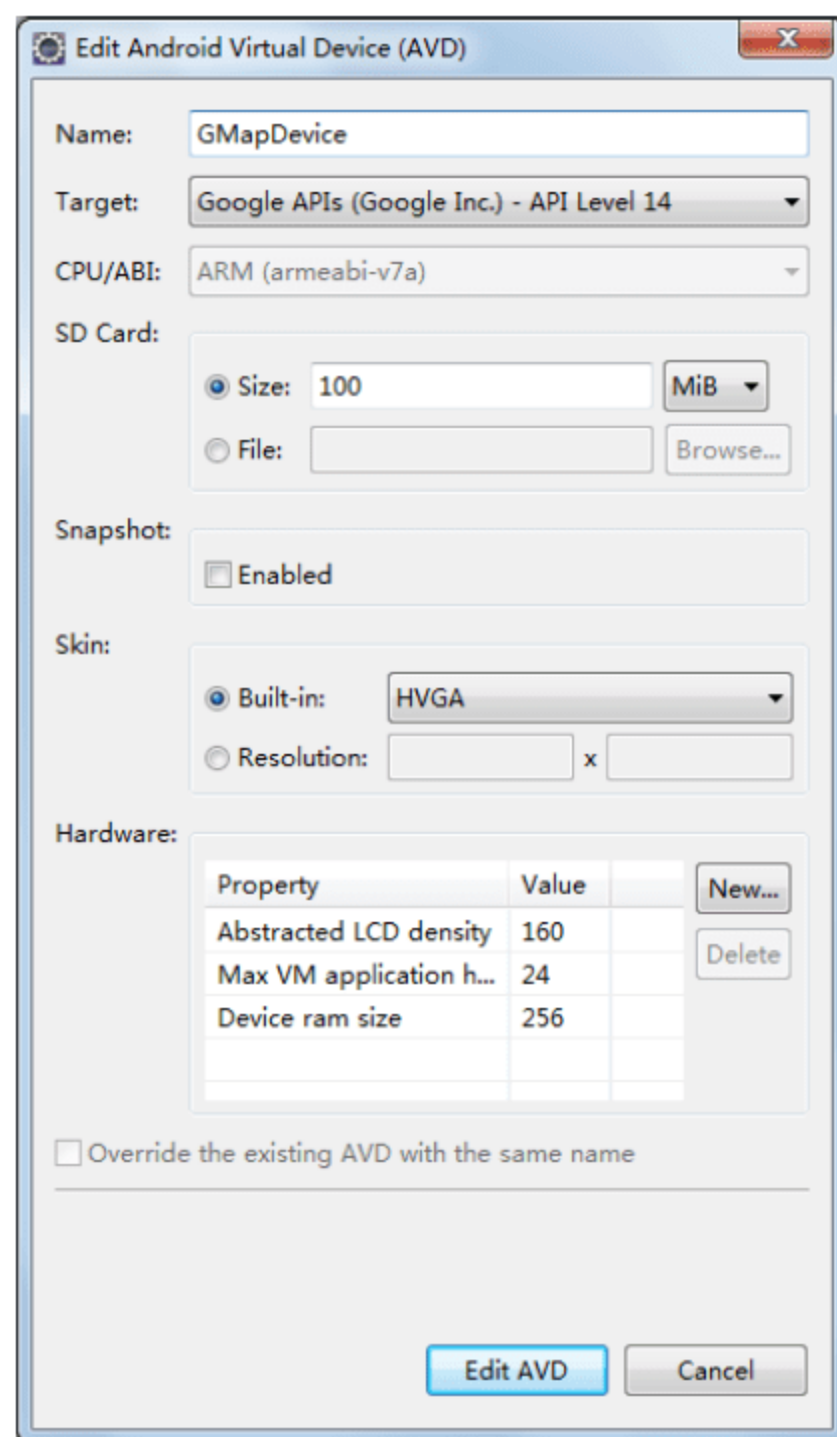 Edit Android Virtual Device (AVD)
Name: GMapDevice
Target: Google APIs (Google Inc.) - API Level 14
CPU/ABI: ARM (armeabi-v7a)
SD Card:
Size: 100 MiB
File: Browse...
Snapshot:
Enabled
Skin:
Built-in: HVGA
Resolution: x
Hardware:
Property Value New...
Abstracted LCD density 160
Delete
Max VM application h... 24
Device ram size 256
Override the existing AVD with the same name
Edit AVD Cancel